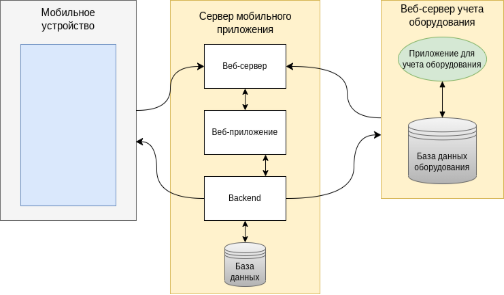 Мобильное
устройство
Сервер мобильного
приложения
Веб-сервер
Веб-приложение
Backend
База
данных
Веб-сервер учета
оборудования
Приложение для
учета оборудования
База данных
оборудования